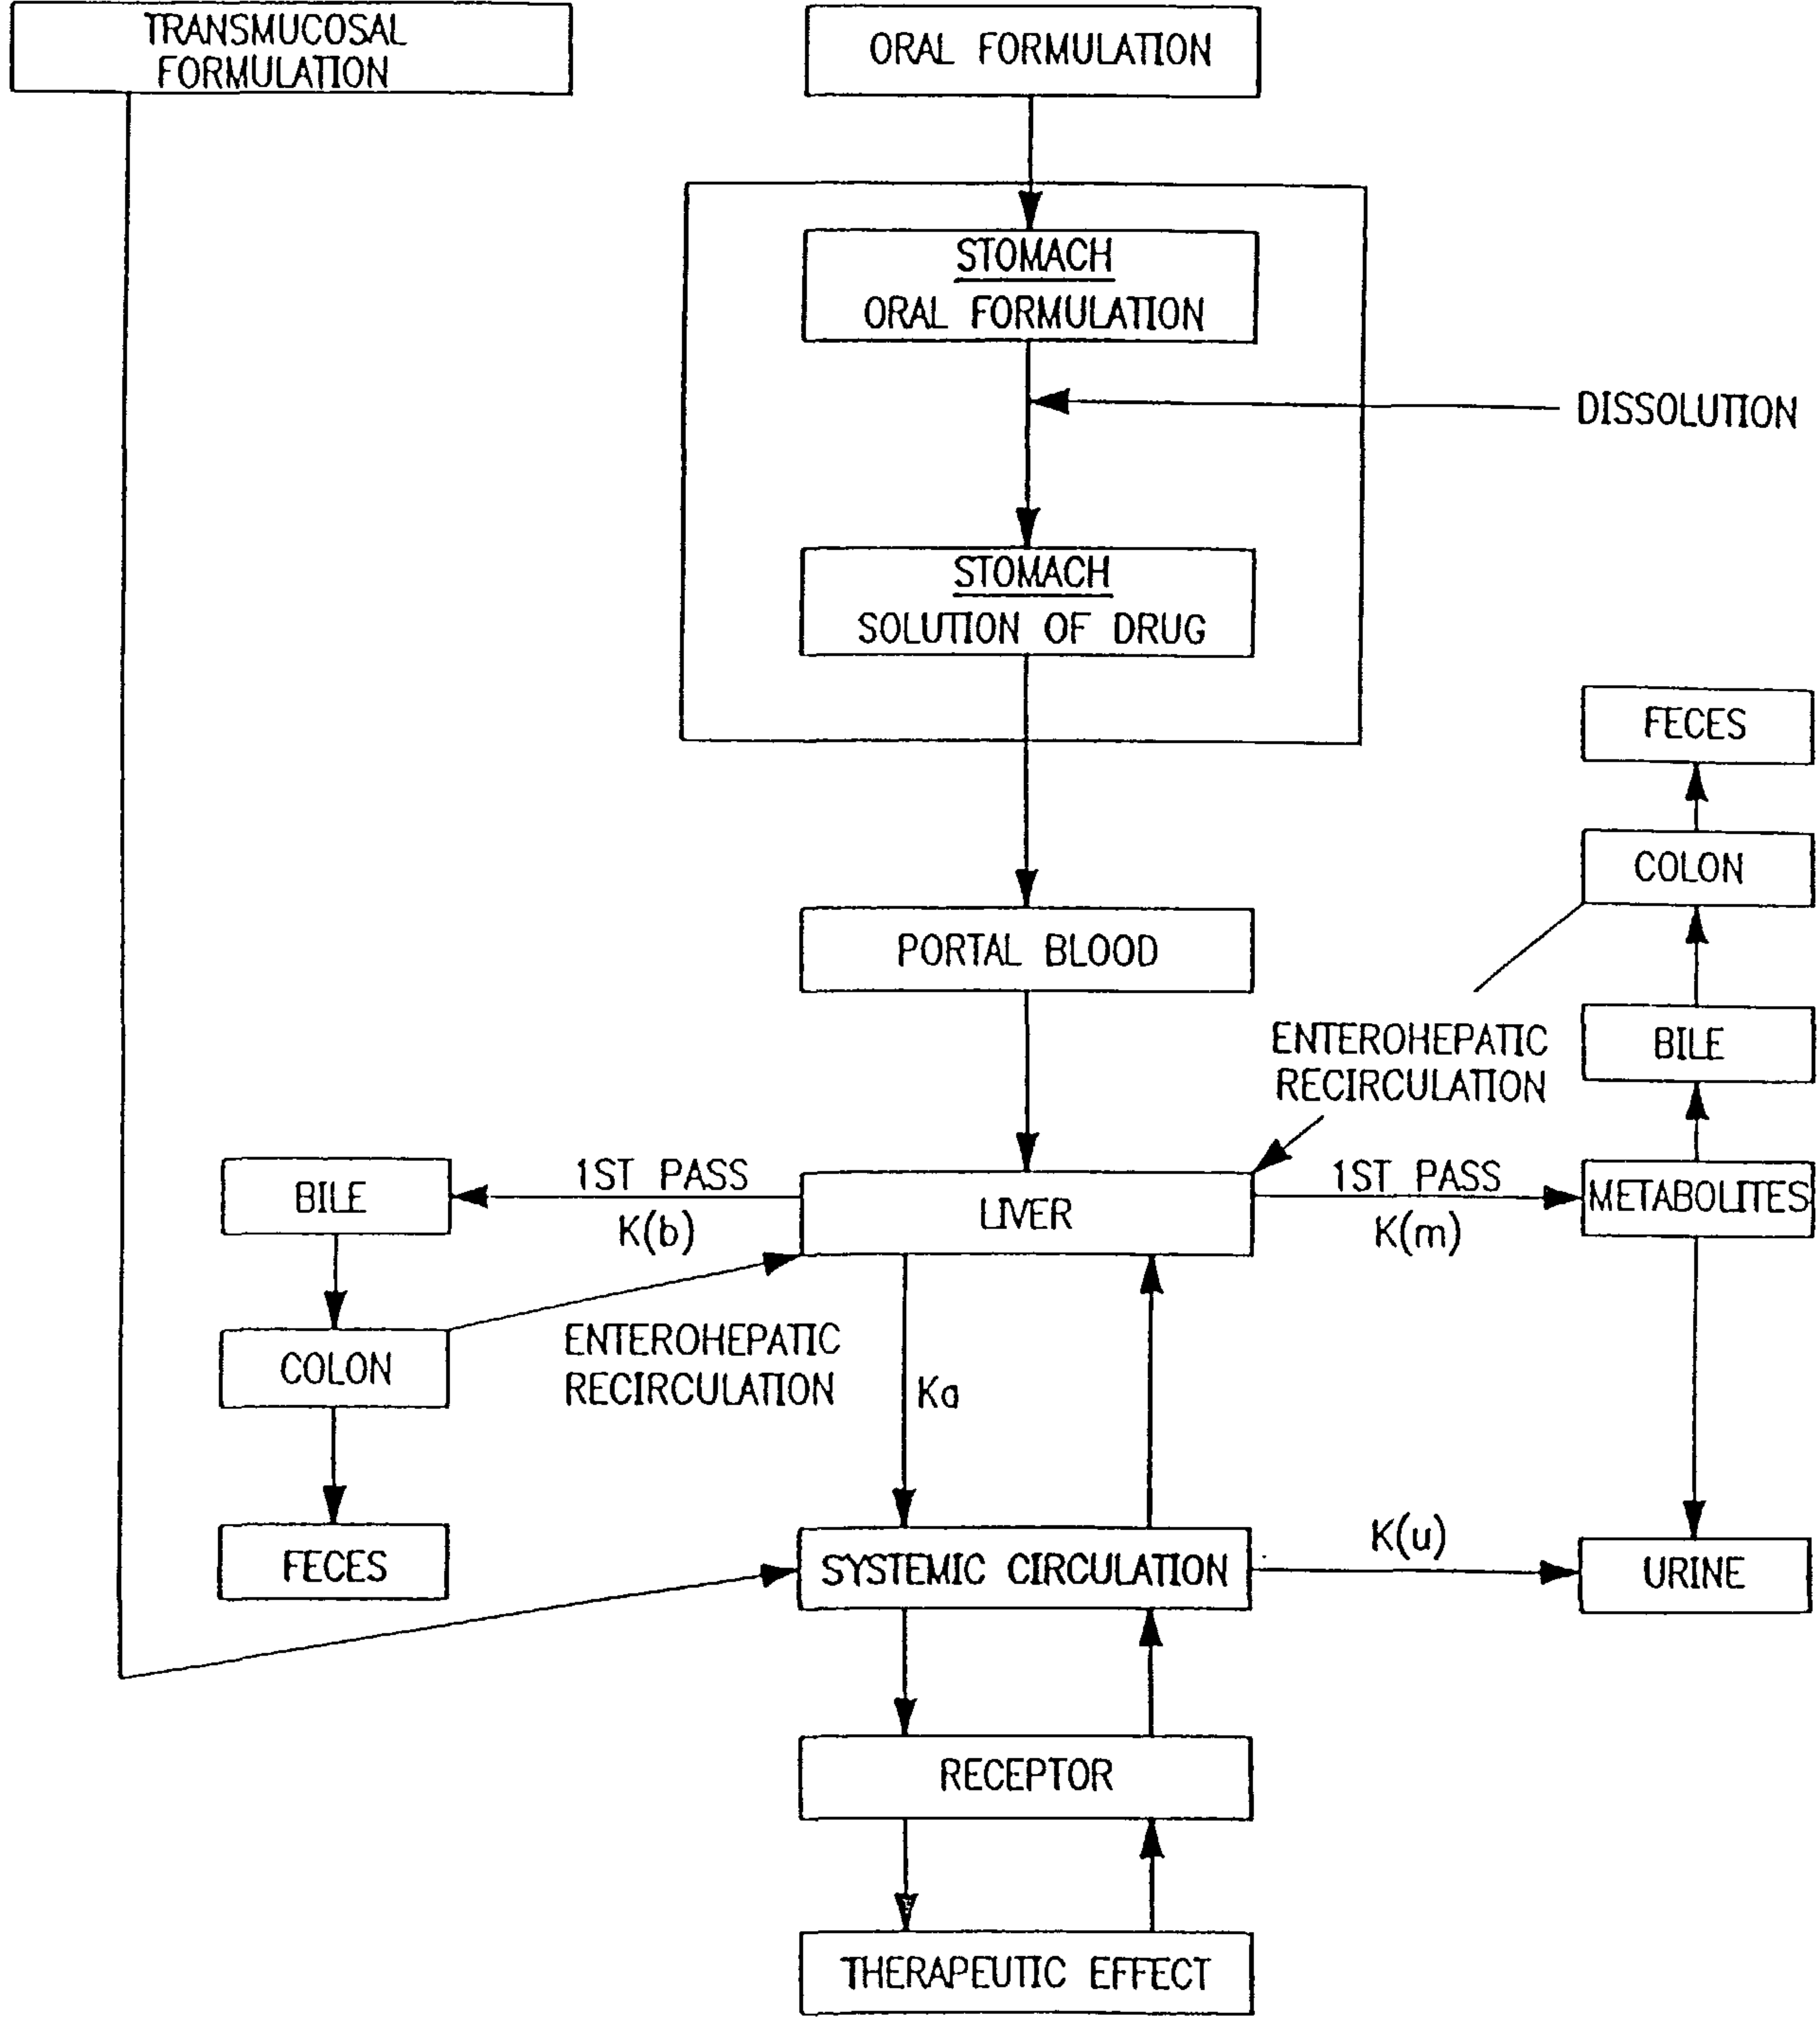 TRANSMUCOSAL
FORMULATION
ORAL FORMULATION
STOMACH
ORAL FORMULATION
DISSOLUTION
STOMACH
SOLUTION OF DRUG
FECES
COLON
PORTAL BLOOD
BILE
ENTEROHEPATIC
RECIRCULATION
BILE
1ST PASS
K(b)
LIVER
1ST PASS
K(m)
METABOLITES
COLON
ENTEROHEPATIC
RECIRCULATION
Ka
FECES
SYSTEMIC CIRCULATION
K(u)
URINE
RECEPTOR
THERAPEUTIC EFFECT